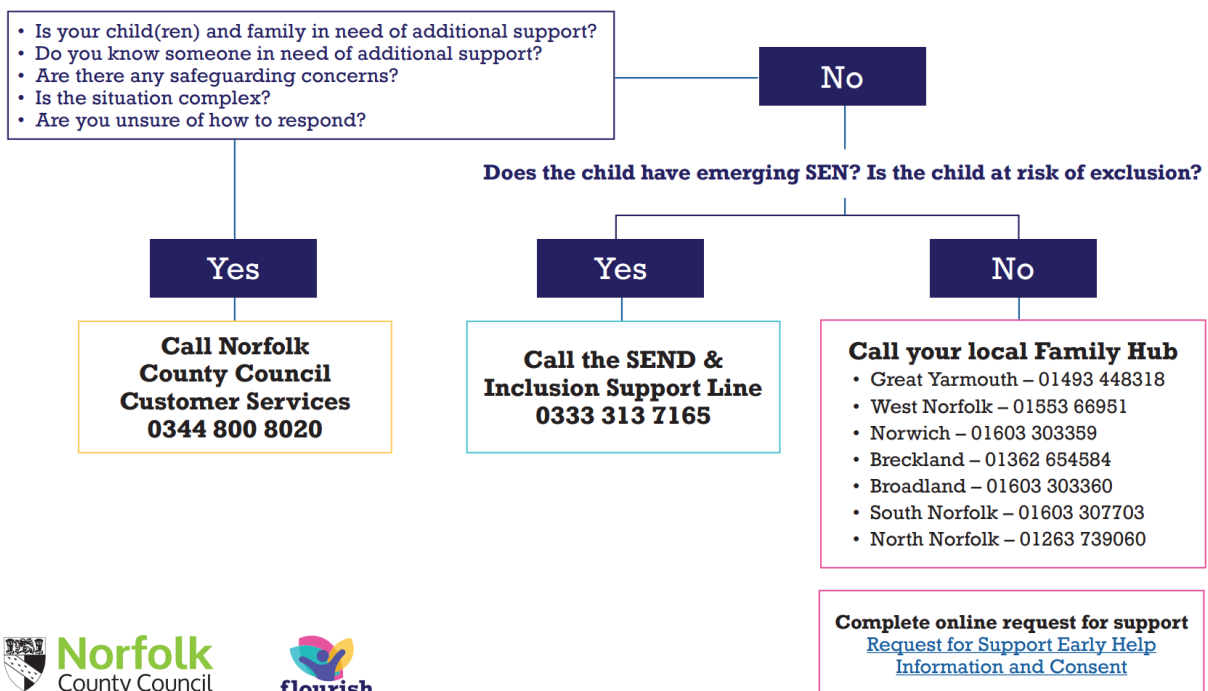 • Is your child(ren) and family in need of additional support?
• Do you know someone in need of additional support?
• Are there any safeguarding concerns?
• Is the situation complex?
• Are you unsure of how to respond?
No
Does the child have emerging SEN? Is the child at risk of exclusion?
Yes
Yes
No
Call Norfolk
County Council
Customer Services
0344 800 8020
Call the SEND &
Inclusion Support Line
0333 313 7165
Call your local Family Hub
• Great Yarmouth – 01493 448318
• West Norfolk – 01553 66951
• Norwich – 01603 303359
• Breckland – 01362 654584
• Broadland – 01603 303360
• South Norfolk – 01603 307703
• North Norfolk – 01263 739060
Complete online request for support
Request for Support Early Help
Information and Consent
Norfolk
County Council
flourish